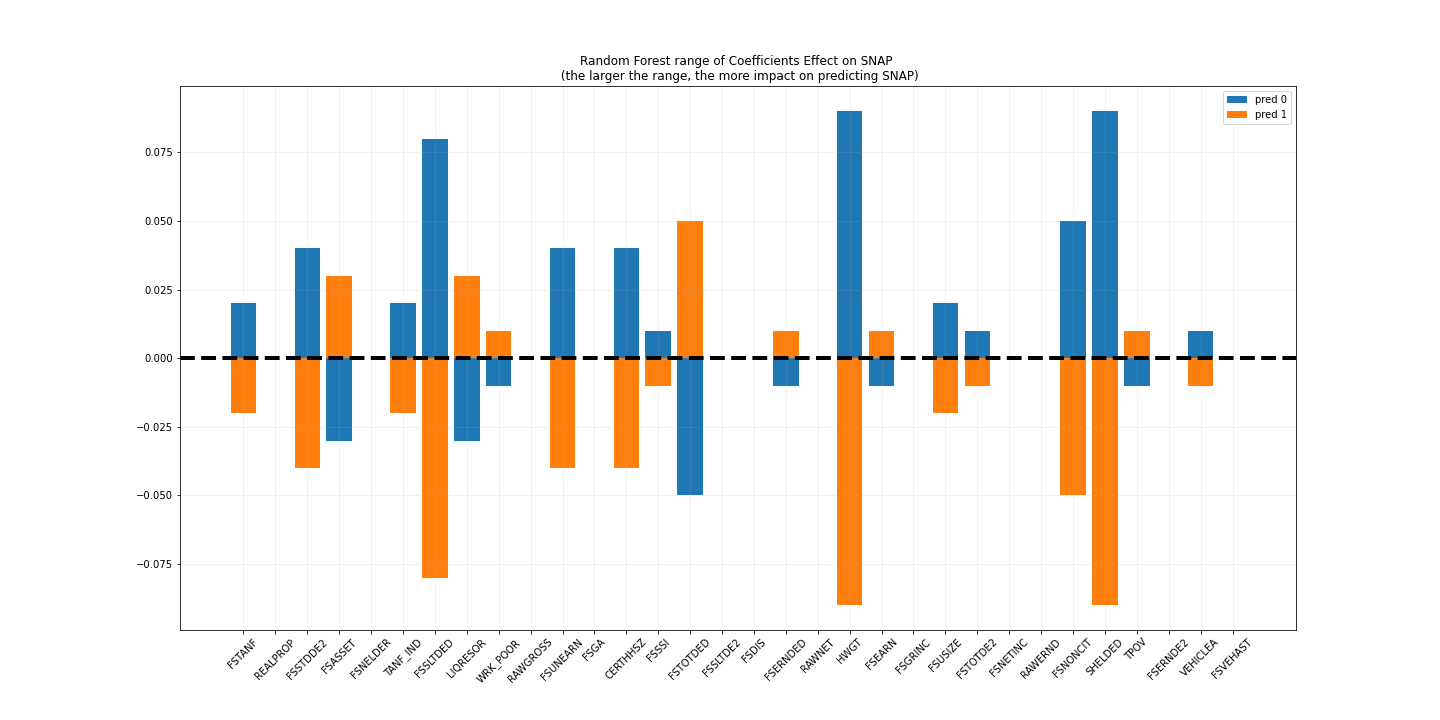 Random Forest range of Coefficients Effect on SNAP
(the larger the range, the more impact on predicting SNAP)
pred 0
pred 1
0.075
0.050
0.025
0.000
−0.025
−0.050
−0.075
FSTANF
REALPROP
FSSTDDE2
FSASSET
FSNELDER
TANF_IND
FSSLTDED
LIQRESOR
WRK_POOR
RAWGROSS
FSUNEARN
FSGA
CERTHHSZ
FSSSI
FSTOTDED
FSSLTDE2
FSDIS
FSERNDED
RAWNET
HWGT
FSEARN
FSGRINC
FSUSIZE
FSTOTDE2
FSNETINC
RAWERND
FSNONCIT
SHELDED
TPOV
FSERNDE2
VEHICLEA
FSVEHAST